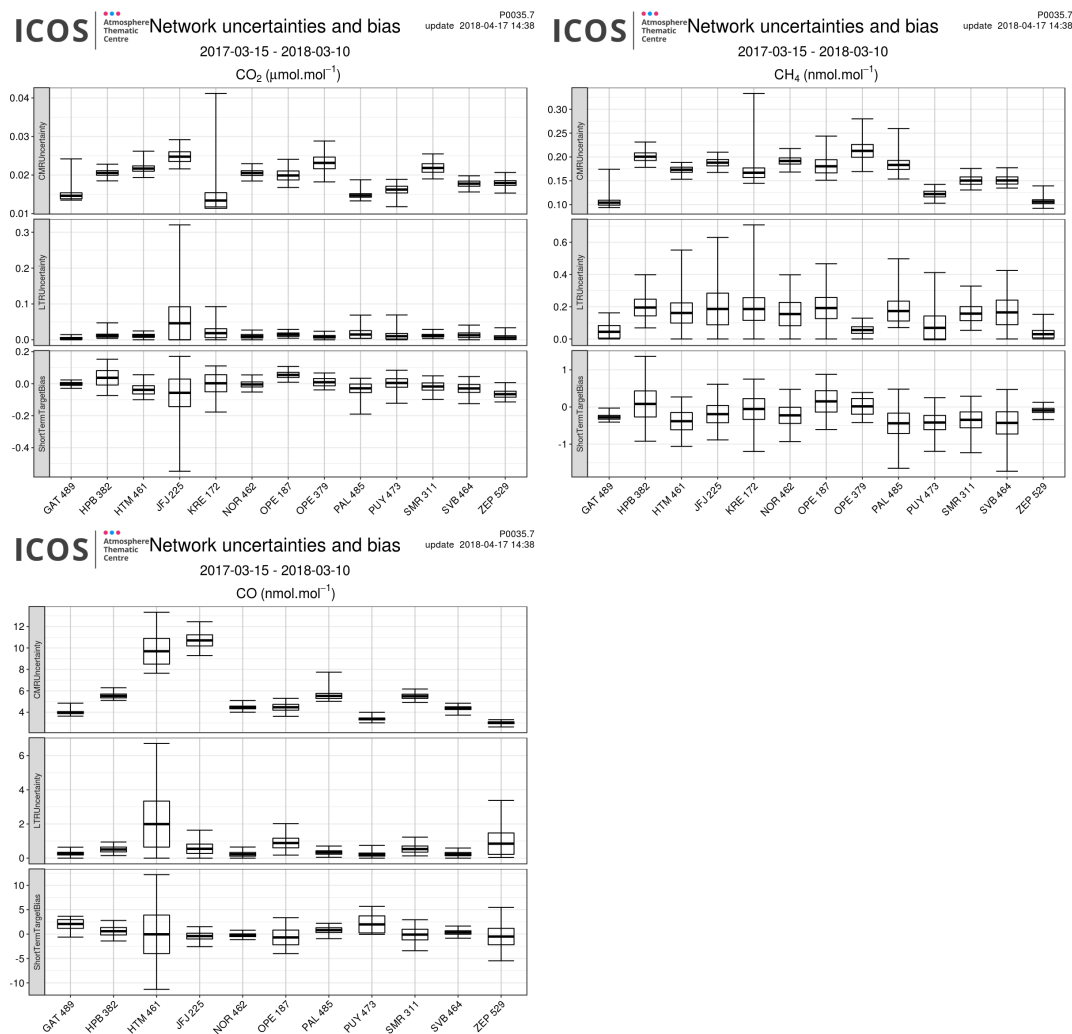 ICOS
Atmosphere
Thematic
Centre
Network uncertainties and bias
P0035.7
update 2018-04-17 14:38
2017-03-15 - 2018-03-10
CO₂ (μmol.mol⁻¹)
CMRUncertainty
0.04
0.03
0.02
0.01
LTRUncertainty
0.3
0.2
0.1
0.0
ShortTermTargetBias
0.2
0.0
-0.2
-0.4
GAT 489 HPB 382 HTM 461 JFJ 225 KRE 172 NOR 462 OPE 187 OPE 379 PAL 485 PUY 473 SMR 311 SVB 464 ZEP 529
ICOS
Atmosphere
Thematic
Centre
Network uncertainties and bias
P0035.7
update 2018-04-17 14:38
2017-03-15 - 2018-03-10
CH₄ (nmol.mol⁻¹)
CMRUncertainty
0.30
0.25
0.20
0.15
0.10
LTRUncertainty
0.6
0.4
0.2
0.0
ShortTermTargetBias
1
0
-1
GAT 489 HPB 382 HTM 461 JFJ 225 KRE 172 NOR 462 OPE 187 OPE 379 PAL 485 PUY 473 SMR 311 SVB 464 ZEP 529
ICOS
Atmosphere
Thematic
Centre
Network uncertainties and bias
P0035.7
update 2018-04-17 14:38
2017-03-15 - 2018-03-10
CO (nmol.mol⁻¹)
CMRUncertainty
12
10
8
6
4
LTRUncertainty
6
4
2
0
ShortTermTargetBias
10
5
0
-5
-10
GAT 489 HPB 382 HTM 461 JFJ 225 NOR 462 OPE 187 PAL 485 PUY 473 SMR 311 SVB 464 ZEP 529